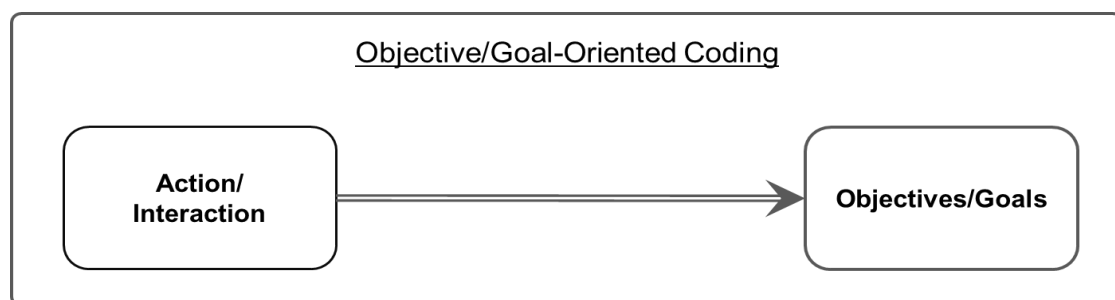 Objective/Goal-Oriented Coding
Action/
Interaction
Objectives/Goals